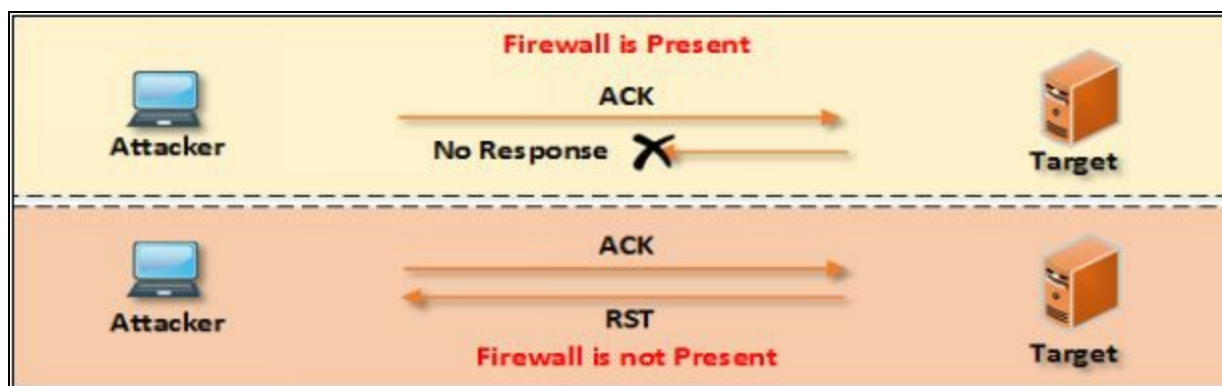 Firewall is Present
ACK
Attacker
No Response
Target
ACK
Attacker
RST
Target
Firewall is not Present